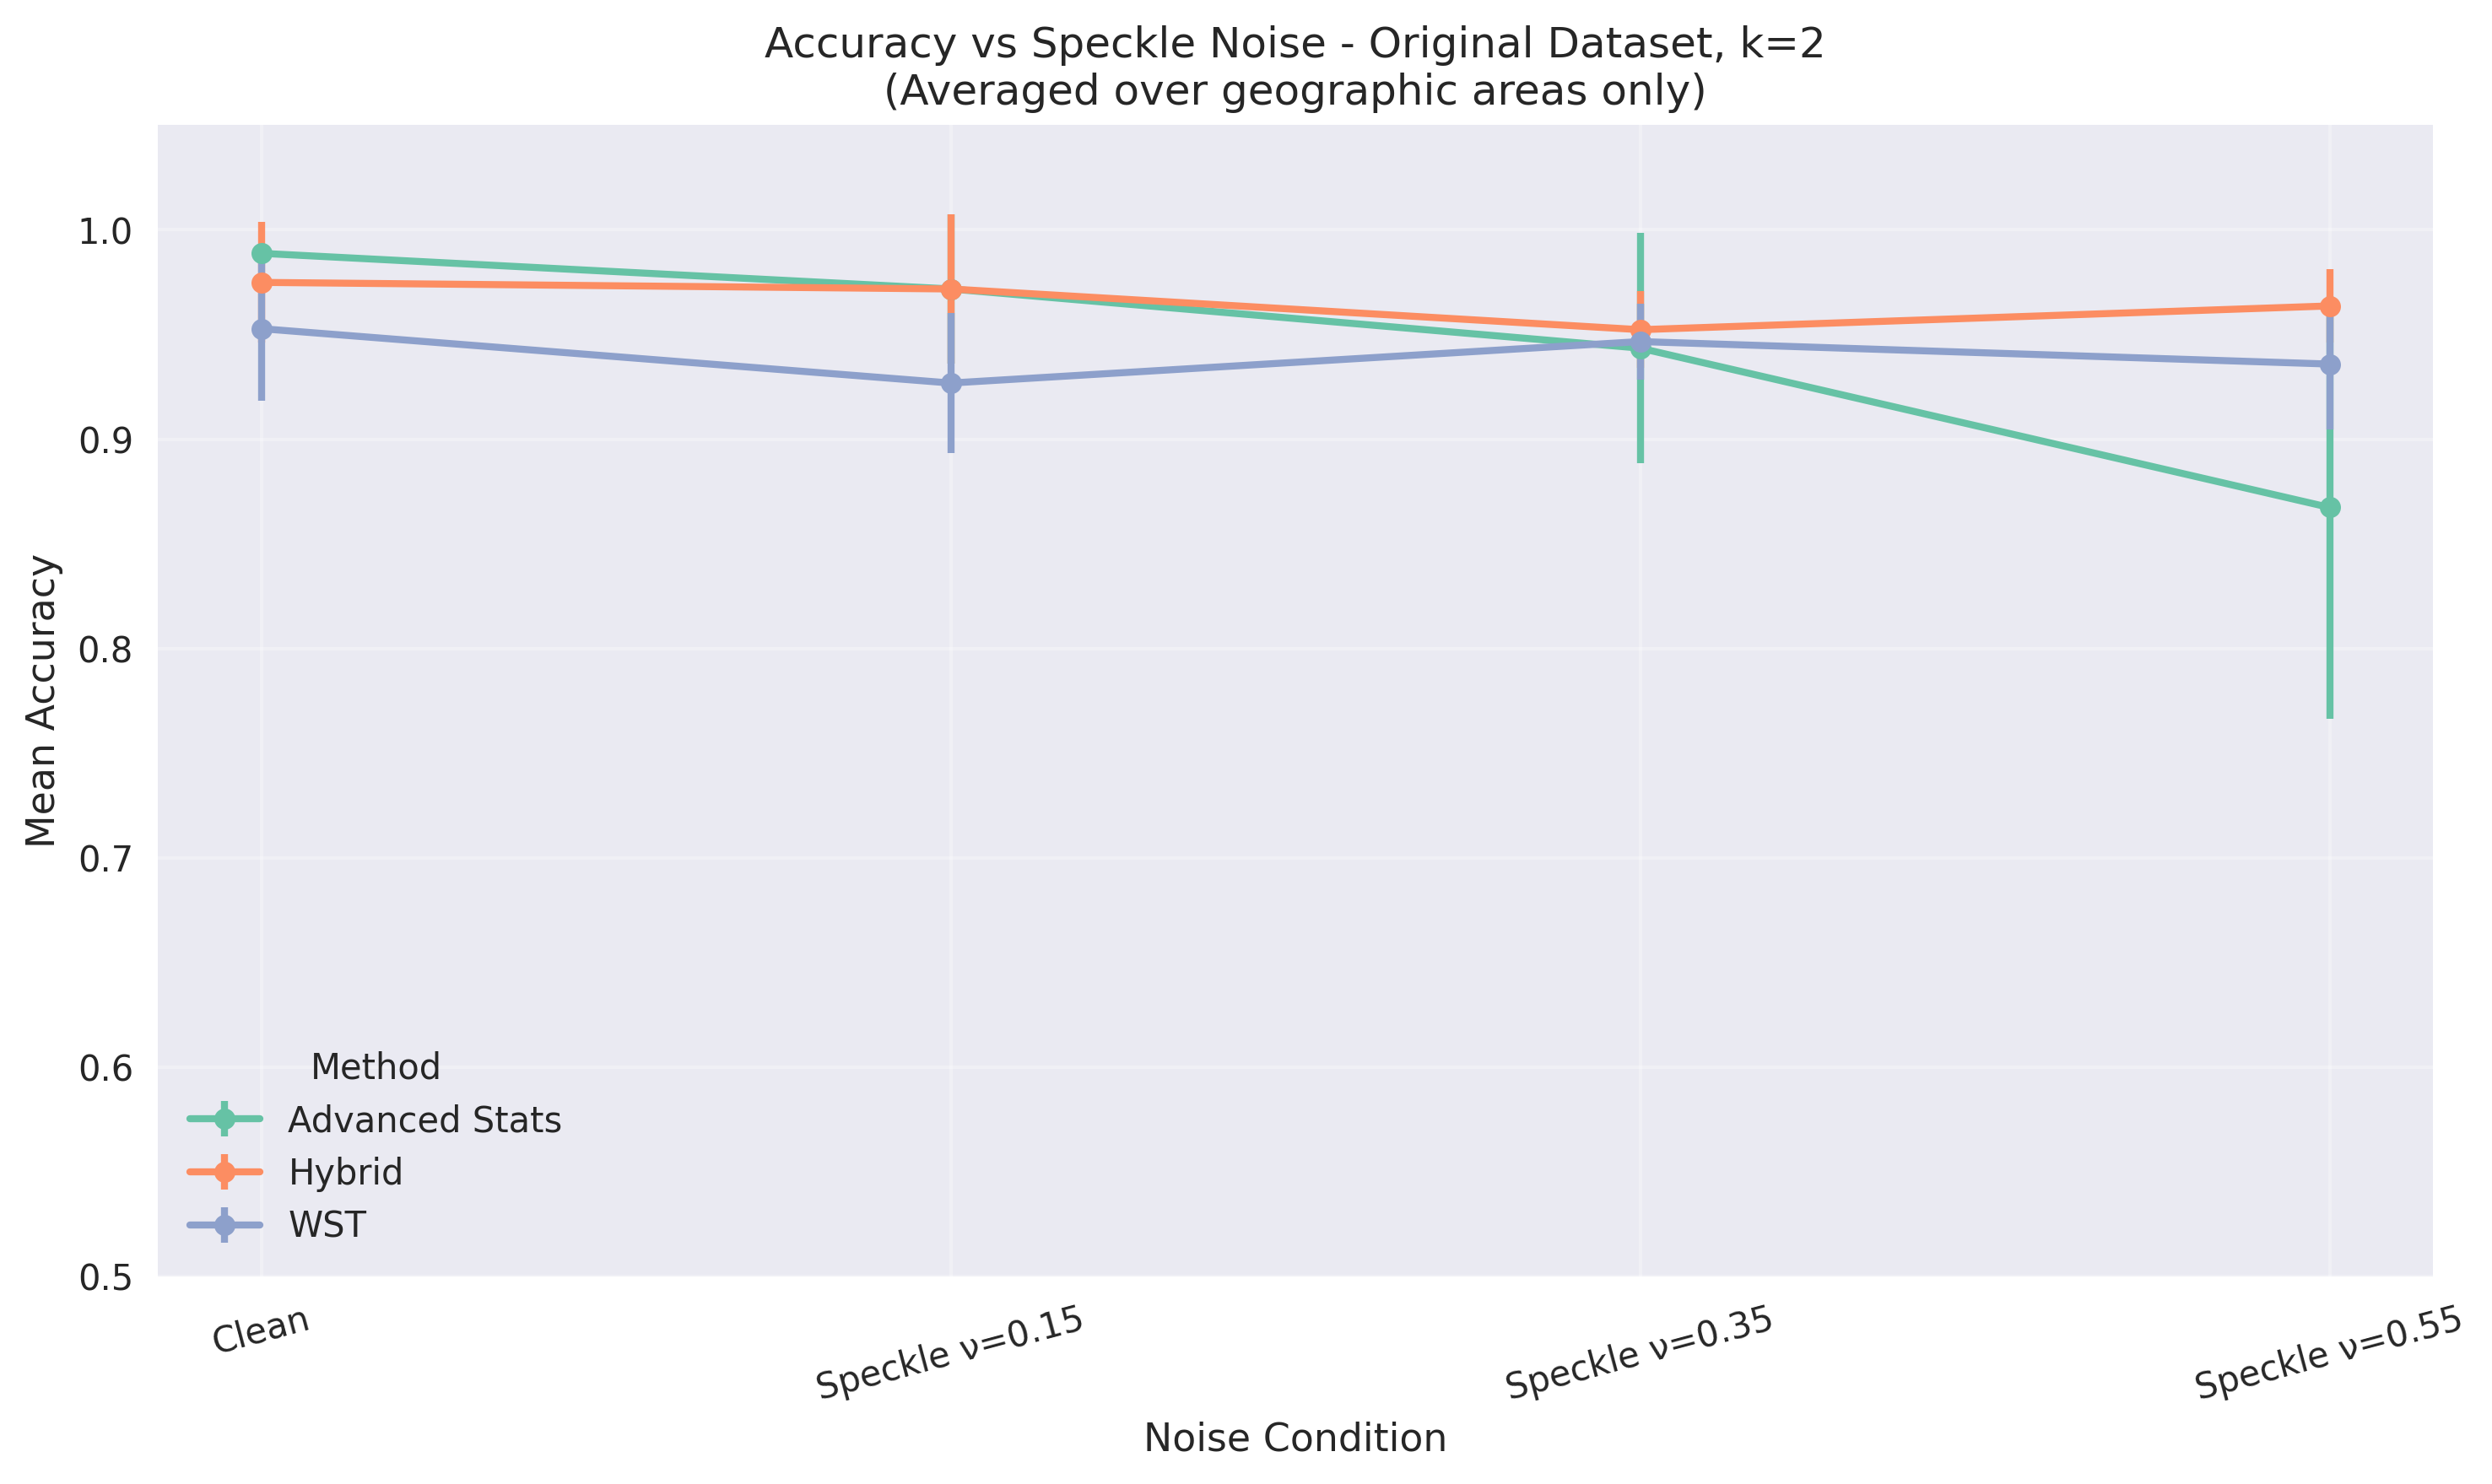 Accuracy vs Speckle Noise - Original Dataset, k=2
(Averaged over geographic areas only)
Mean Accuracy
1.0
0.9
0.8
0.7
0.6
0.5
Method
Advanced Stats
Hybrid
WST
Clean
Speckle ν=0.15
Speckle ν=0.35
Speckle ν=0.55
Noise Condition